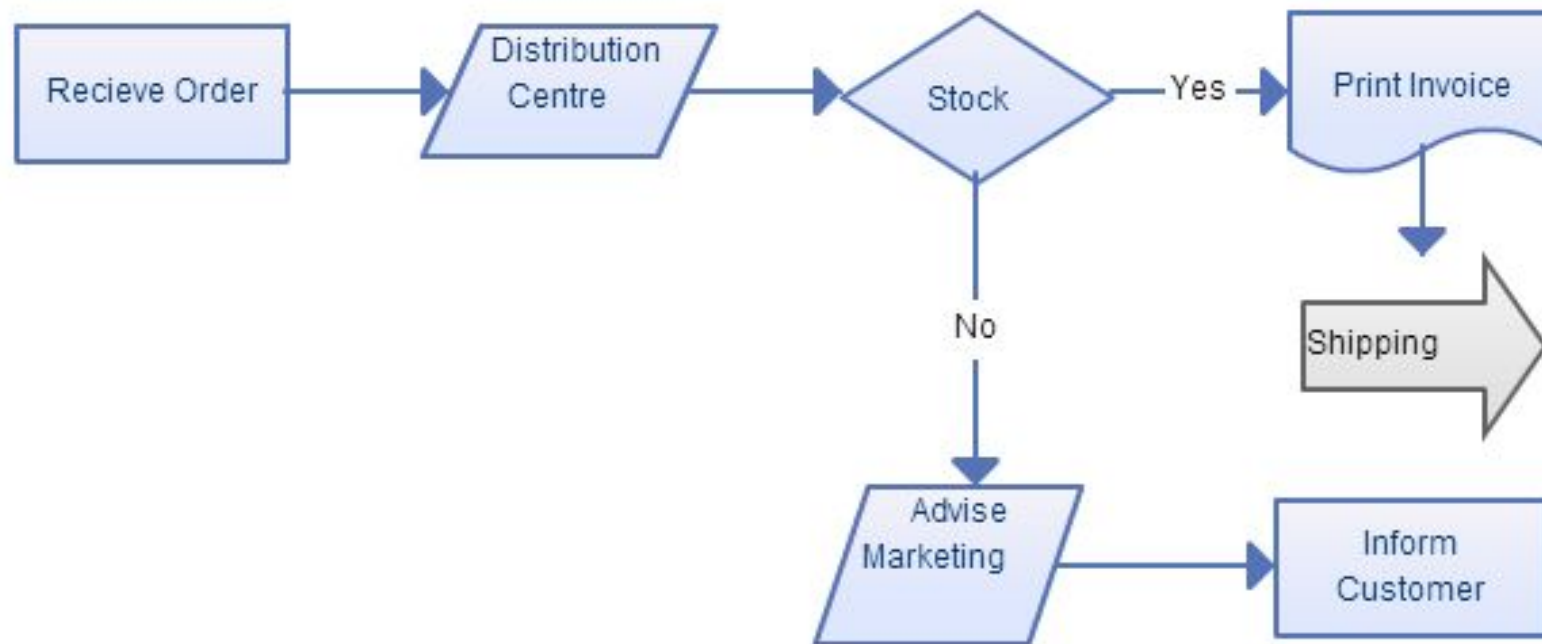 Recieve Order
Distribution
Centre
Stock
Yes
Print Invoice
No
Shipping
Advise
Marketing
Inform
Customer